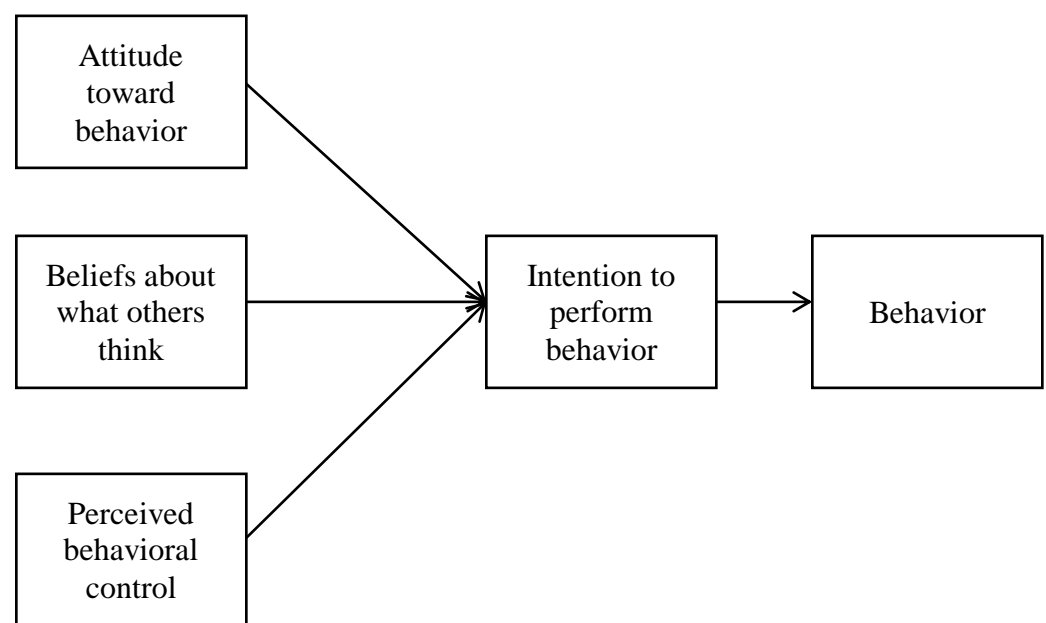 Attitude
toward
behavior
Beliefs about
what others
think
Intention to
perform
behavior
Behavior
Perceived
behavioral
control